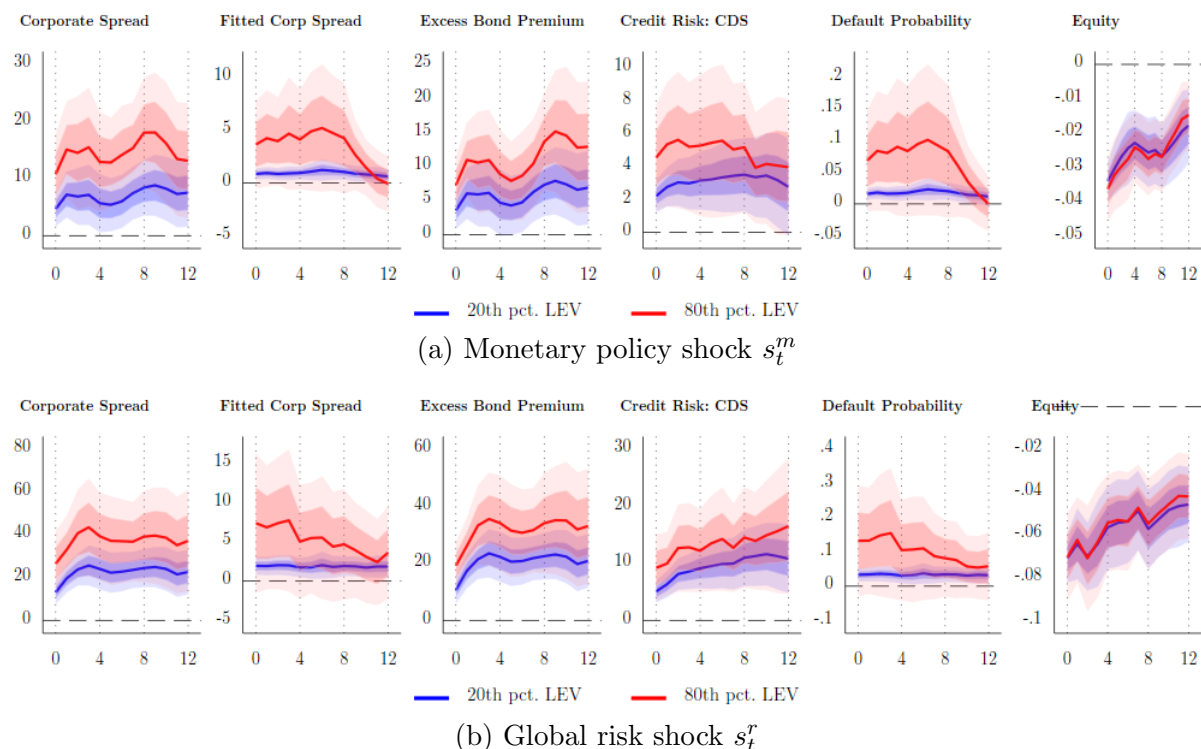 Corporate Spread Fitted Corp Spread Excess Bond Premium Credit Risk: CDS Default Probability Equity
30 10 25 10 .2 0
20 5 20 8 .15 -.01
10 0 15 6 .1 -.02
0 -5 10 4 .05 -.03
5 2 0 -.04
0 0 -.05 -.05
0 4 8 12 0 4 8 12 0 4 8 12 0 4 8 12 0 4 8 12 0 4 8 12
20th pct. LEV 80th pct. LEV
(a) Monetary policy shock s_t^m
Corporate Spread Fitted Corp Spread Excess Bond Premium Credit Risk: CDS Default Probability Equity
80 15 60 30 .4 -.02
60 10 40 20 .3 -.04
40 5 20 10 .2 -.06
20 0 0 0 .1 -.08
0 -5 0 -.1
-.1
0 4 8 12 0 4 8 12 0 4 8 12 0 4 8 12 0 4 8 12 0 4 8 12
20th pct. LEV 80th pct. LEV
(b) Global risk shock s_t^r